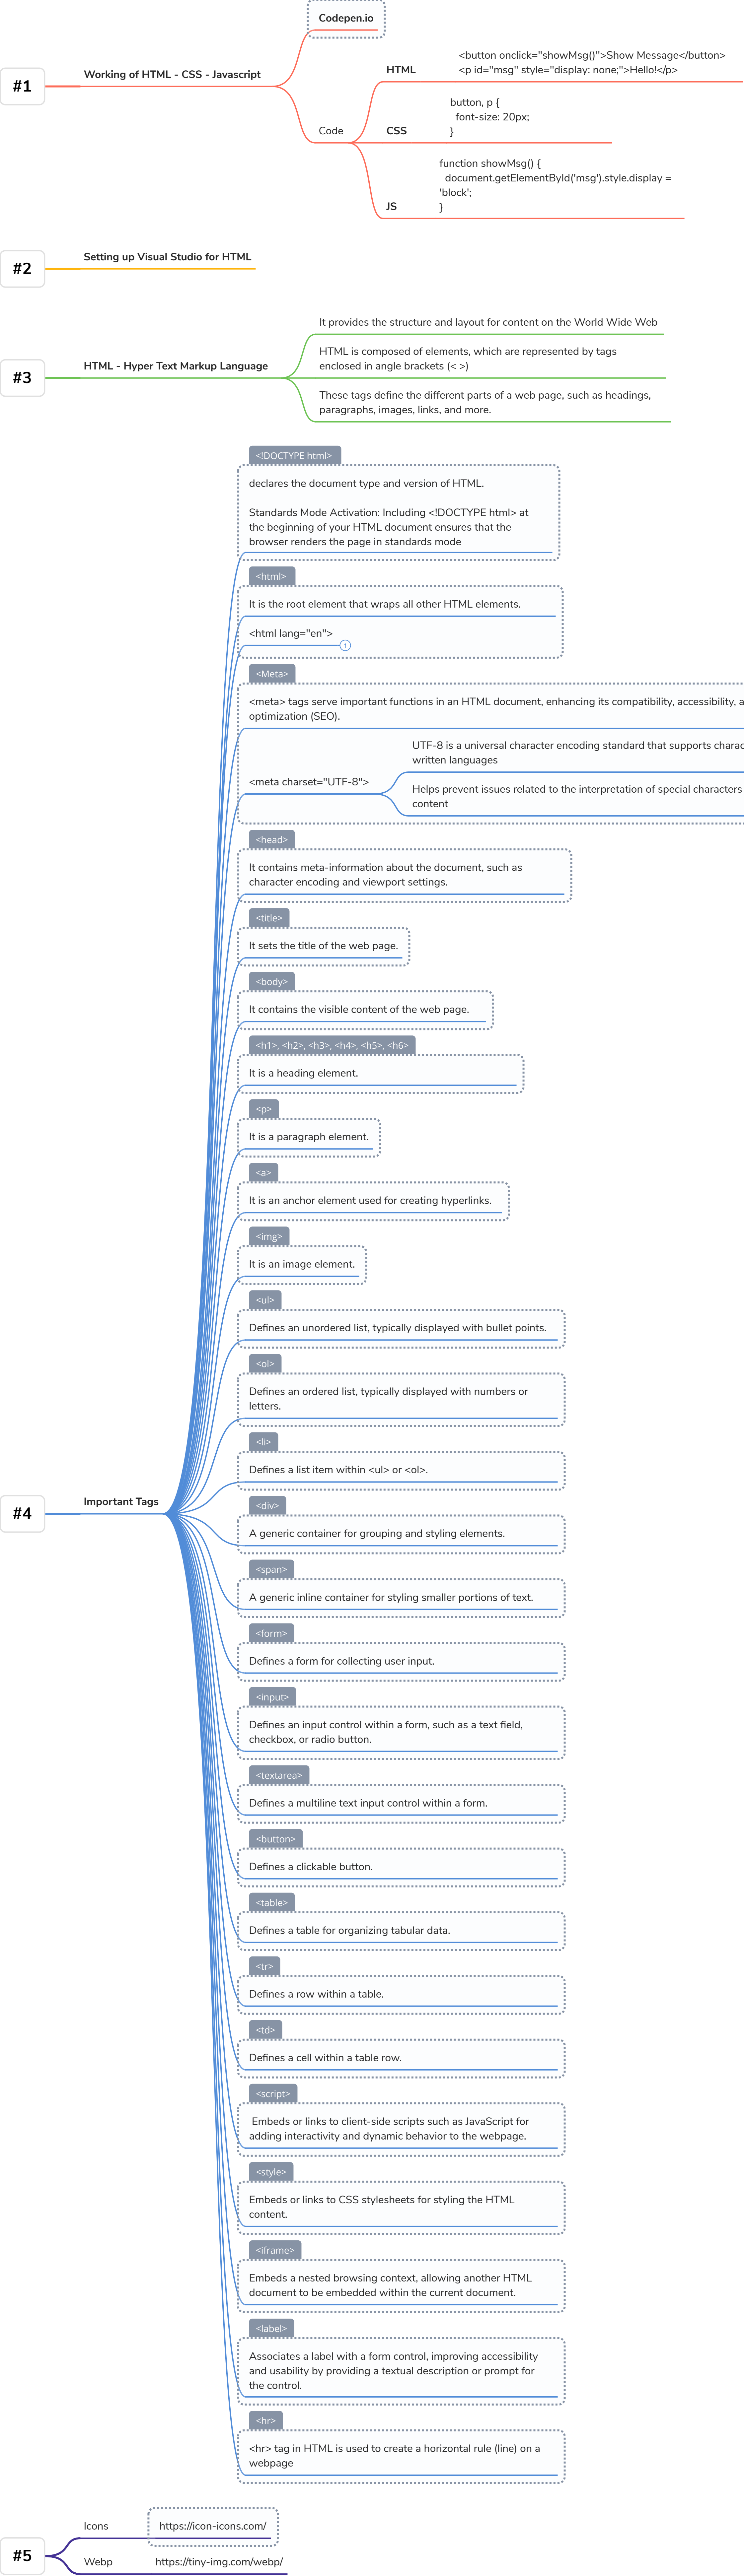 Codepen.io
#1
Working of HTML - CSS - Javascript
HTML
<button onclick="showMsg()">Show Message</button>
<p id="msg" style="display: none;">Hello!</p>
Code
CSS
button, p {
font-size: 20px;
}
JS
function showMsg() {
document.getElementById('msg').style.display =
'block';
}
#2
Setting up Visual Studio for HTML
#3
HTML - Hyper Text Markup Language
It provides the structure and layout for content on the World Wide Web
HTML is composed of elements, which are represented by tags
enclosed in angle brackets (< >)
These tags define the different parts of a web page, such as headings,
paragraphs, images, links, and more.
#4
Important Tags
<!DOCTYPE html>
declares the document type and version of HTML.
Standards Mode Activation: Including <!DOCTYPE html> at
the beginning of your HTML document ensures that the
browser renders the page in standards mode
<html>
It is the root element that wraps all other HTML elements.
<html lang="en">
<Meta>
<meta> tags serve important functions in an HTML document, enhancing its compatibility, accessibility, a
optimization (SEO).
<meta charset="UTF-8">
UTF-8 is a universal character encoding standard that supports charac
written languages
Helps prevent issues related to the interpretation of special characters
content
<head>
It contains meta-information about the document, such as
character encoding and viewport settings.
<title>
It sets the title of the web page.
<body>
It contains the visible content of the web page.
<h1>, <h2>, <h3>, <h4>, <h5>, <h6>
It is a heading element.
<p>
It is a paragraph element.
<a>
It is an anchor element used for creating hyperlinks.
<img>
It is an image element.
<ul>
Defines an unordered list, typically displayed with bullet points.
<ol>
Defines an ordered list, typically displayed with numbers or
letters.
<li>
Defines a list item within <ul> or <ol>.
<div>
A generic container for grouping and styling elements.
<span>
A generic inline container for styling smaller portions of text.
<form>
Defines a form for collecting user input.
<input>
Defines an input control within a form, such as a text field,
checkbox, or radio button.
<textarea>
Defines a multiline text input control within a form.
<button>
Defines a clickable button.
<table>
Defines a table for organizing tabular data.
<tr>
Defines a row within a table.
<td>
Defines a cell within a table row.
<script>
Embeds or links to client-side scripts such as JavaScript for
adding interactivity and dynamic behavior to the webpage.
<style>
Embeds or links to CSS stylesheets for styling the HTML
content.
<iframe>
Embeds a nested browsing context, allowing another HTML
document to be embedded within the current document.
<label>
Associates a label with a form control, improving accessibility
and usability by providing a textual description or prompt for
the control.
<hr>
<hr> tag in HTML is used to create a horizontal rule (line) on a
webpage
#5
Icons
https://icon-icons.com/
Webp
https://tiny-img.com/webp/